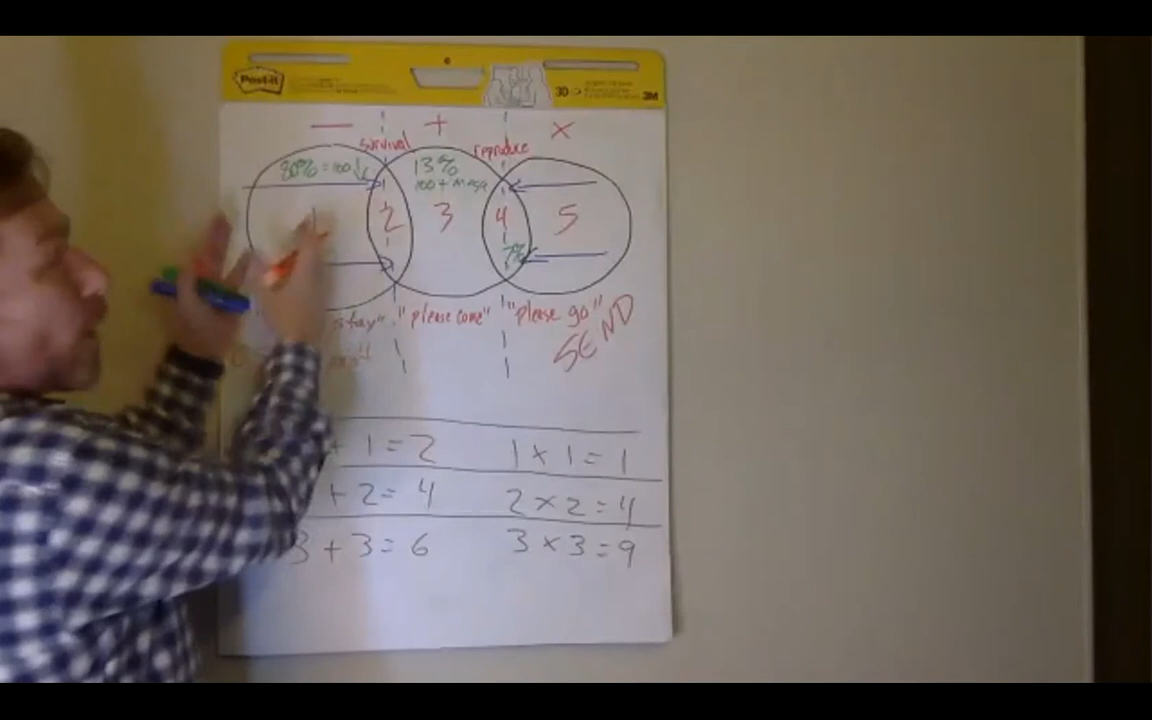 Post-it
30
3M
− + ×
survival reproduce
80% = 100↓ 13%
100 +
1 2 3 4 5
7%
stay" "please come" "please go"
SEND
+ 1 = 2 1 × 1 = 1
+ 2 = 4 2 × 2 = 4
3 + 3 = 6 3 × 3 = 9